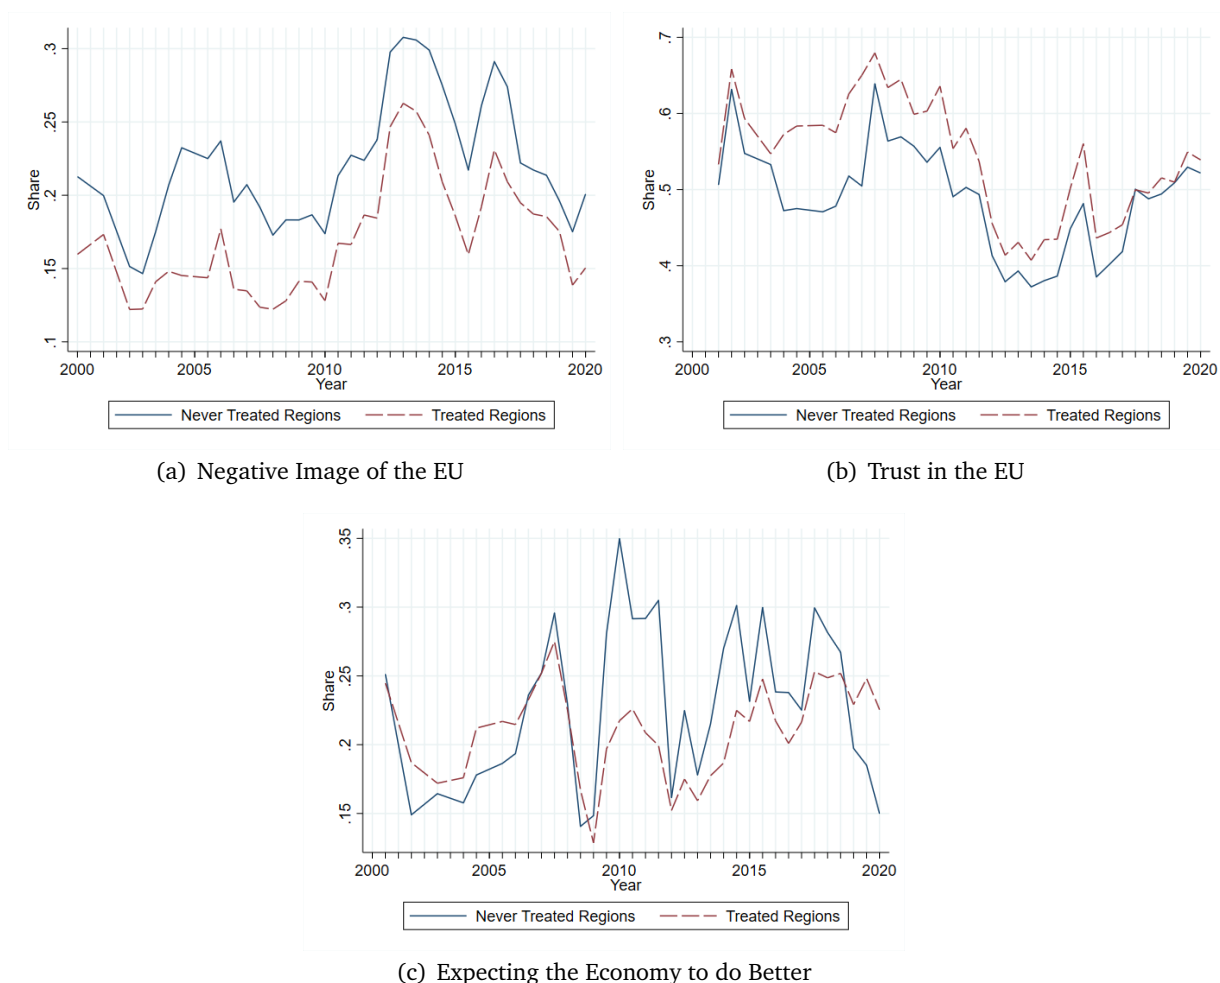 .3
.25
.2
.15
.1
Share
2000 2005 2010 2015 2020
Year
Never Treated Regions Treated Regions
(a) Negative Image of the EU
.7
.6
.5
.4
.3
Share
2000 2005 2010 2015 2020
Year
Never Treated Regions Treated Regions
(b) Trust in the EU
.35
.3
.25
.2
.15
Share
2000 2005 2010 2015 2020
Year
Never Treated Regions Treated Regions
(c) Expecting the Economy to do Better